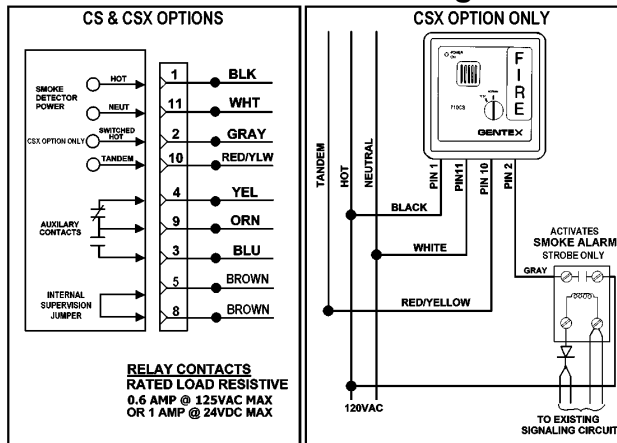 CS & CSX OPTIONS
SMOKE
DETECTOR
POWER
HOT
1
BLK
NEUT
11
WHT
CSX OPTION ONLY
SWITCHED
HOT
2
GRAY
TANDEM
10
RED/YLW
AUXILARY
CONTACTS
4
YEL
9
ORN
3
BLU
INTERNAL
SUPERVISION
JUMPER
5
BROWN
8
BROWN
RELAY CONTACTS
RATED LOAD RESISTIVE
0.6 AMP @ 125VAC MAX
OR 1 AMP @ 24VDC MAX
CSX OPTION ONLY
TANDEM
HOT
NEUTRAL
POWER
ON
710CS
FIRE
GENTEX
PIN 1
PIN11
PIN 10
PIN 2
BLACK
WHITE
RED/YELLOW
GRAY
ACTIVATES
SMOKE ALARM
STROBE ONLY
120VAC
TO EXISTING
SIGNALING CIRCUIT